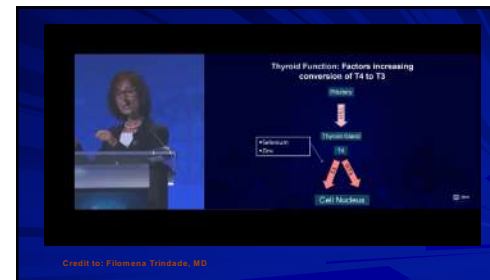 Thyroid Function: Factors increasing
conversion of T4 to T3
Pituitary
Thyroid Gland
•Selenium
•Zinc
T4
Cell Nucleus
Credit to: Filomena Trindade, MD